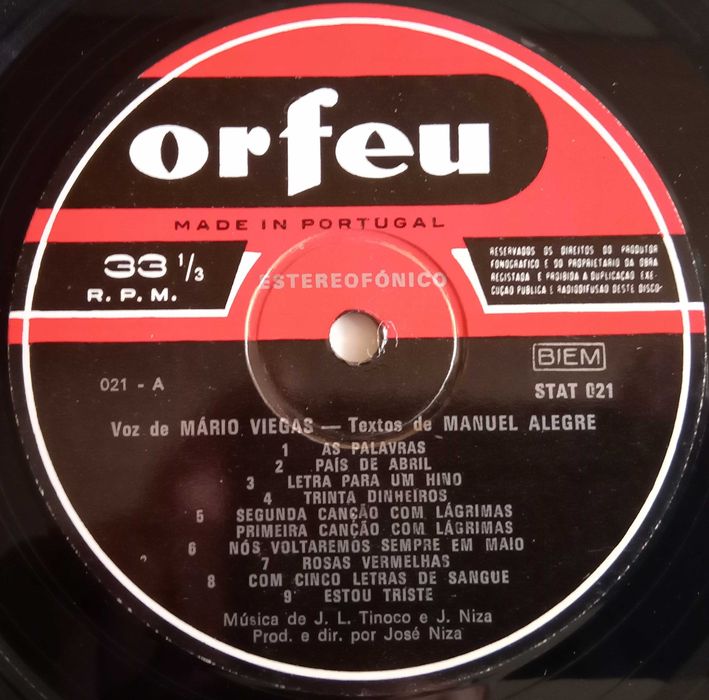 orfeu
MADE IN PORTUGAL
33 1/3
R. P. M.
ESTEREOFÓNICO
RESERVADOS OS DIREITOS DO PRODUTOR
FONOGRÁFICO E DO PROPRIETÁRIO DA OBRA
REGISTADA E PROIBIDA A DUPLICAÇÃO EXE-
CUÇÃO PÚBLICA E RADIODIFUSÃO DESTE DISCO-
BIEM
021 - A
STAT 021
Voz de MÁRIO VIEGAS — Textos de MANUEL ALEGRE
1 AS PALAVRAS
2 PAÍS DE ABRIL
3 LETRA PARA UM HINO
4 TRINTA DINHEIROS
5 SEGUNDA CANÇÃO COM LÁGRIMAS
PRIMEIRA CANÇÃO COM LÁGRIMAS
6 NÓS VOLTAREMOS SEMPRE EM MAIO
7 ROSAS VERMELHAS
8 COM CINCO LETRAS DE SANGUE
9 ESTOU TRISTE
Música de J. L. Tinoco e J. Niza
Prod. e dir. por José Niza